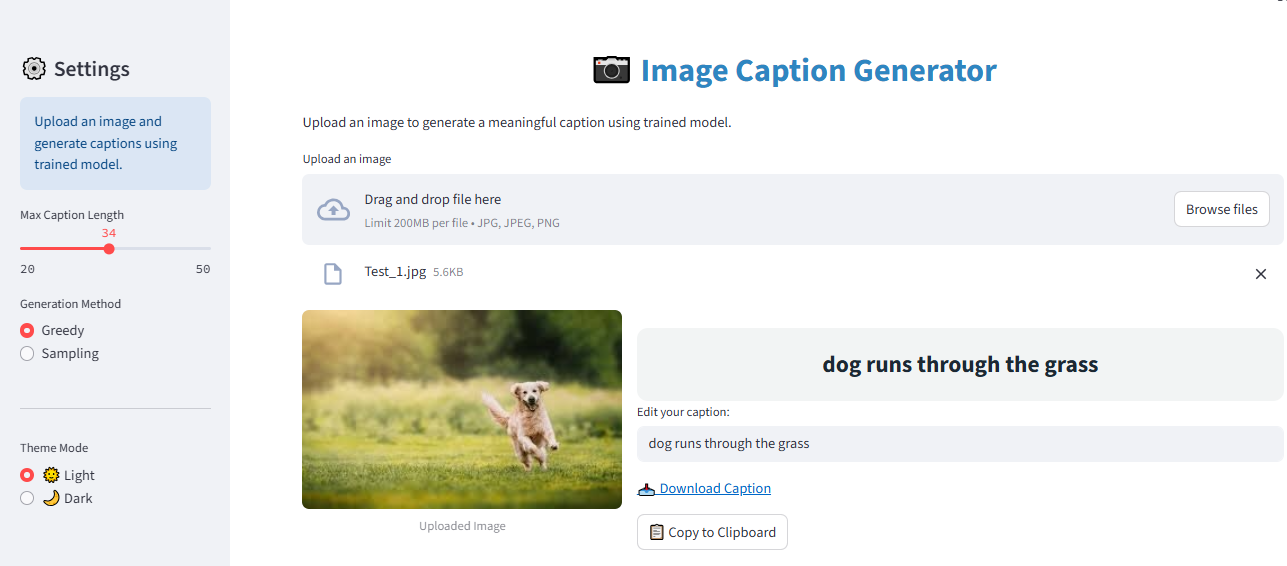 Settings
Upload an image and
generate captions using
trained model.
Max Caption Length
34
20 50
Generation Method
Greedy
Sampling
Theme Mode
🌞 Light
🌙 Dark
📷 Image Caption Generator
Upload an image to generate a meaningful caption using trained model.
Upload an image
Drag and drop file here
Limit 200MB per file • JPG, JPEG, PNG
Browse files
Test_1.jpg 5.6KB
Uploaded Image
dog runs through the grass
Edit your caption:
dog runs through the grass
📥 Download Caption
📋 Copy to Clipboard